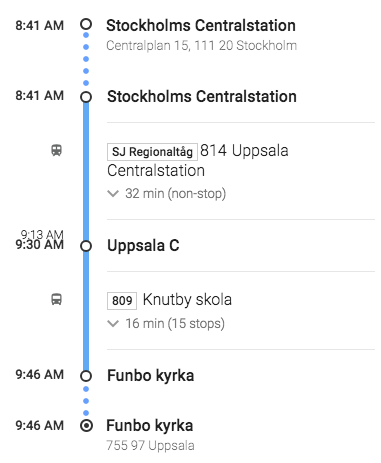 8:41 AM Stockholms Centralstation
Centralplan 15, 111 20 Stockholm
8:41 AM Stockholms Centralstation
SJ Regionaltåg 814 Uppsala
Centralstation
32 min (non-stop)
9:13 AM
9:30 AM Uppsala C
809 Knutby skola
16 min (15 stops)
9:46 AM Funbo kyrka
9:46 AM Funbo kyrka
755 97 Uppsala